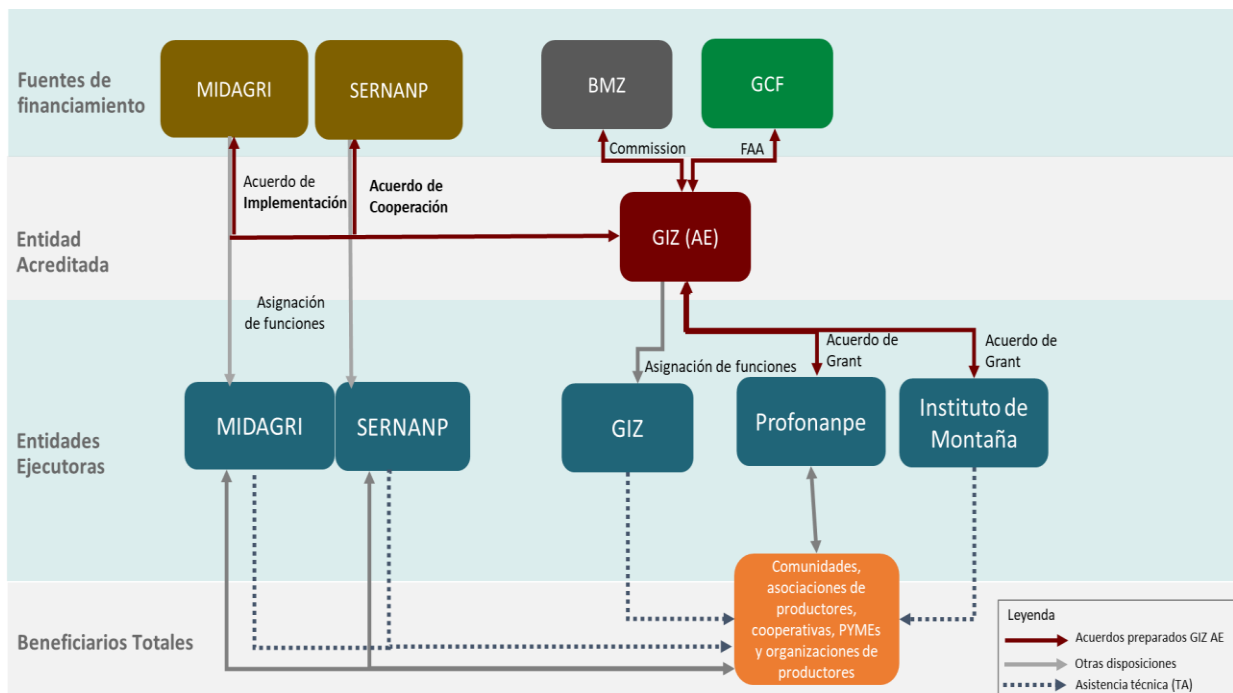 Fuentes de
financiamiento
MIDAGRI
SERNANP
BMZ
GCF
Commission
FAA
Acuerdo de
Implementación
Acuerdo de
Cooperación
Entidad
Acreditada
GIZ (AE)
Asignación
de funciones
Asignación de funciones
Acuerdo de
Grant
Acuerdo de
Grant
Entidades
Ejecutoras
MIDAGRI
SERNANP
GIZ
Profonanpe
Instituto de
Montaña
Beneficiarios Totales
Comunidades,
asociaciones de
productores,
cooperativas, PYMEs
y organizaciones de
productores
Leyenda
Acuerdos preparados GIZ AE
Otras disposiciones
Asistencia técnica (TA)